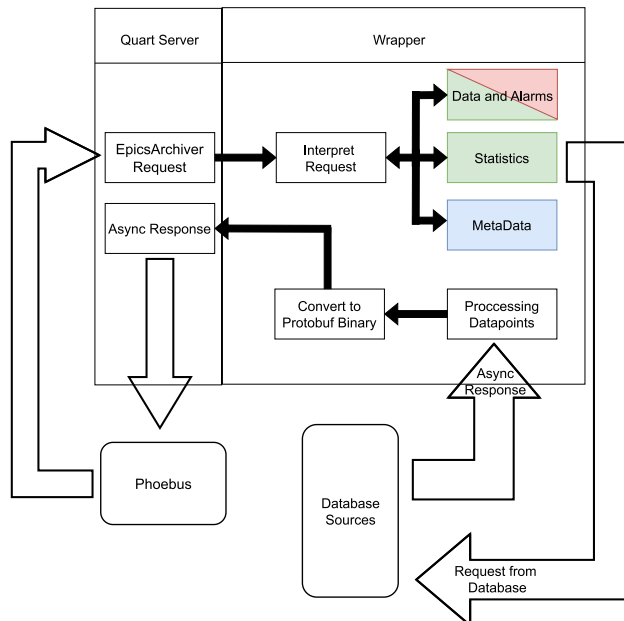 Quart Server
Wrapper
Data and Alarms
EpicsArchiver
Request
Interpret
Request
Statistics
Async Response
MetaData
Convert to
Protobuf Binary
Proccessing
Datapoints
Async
Response
Phoebus
Database
Sources
Request from
Database